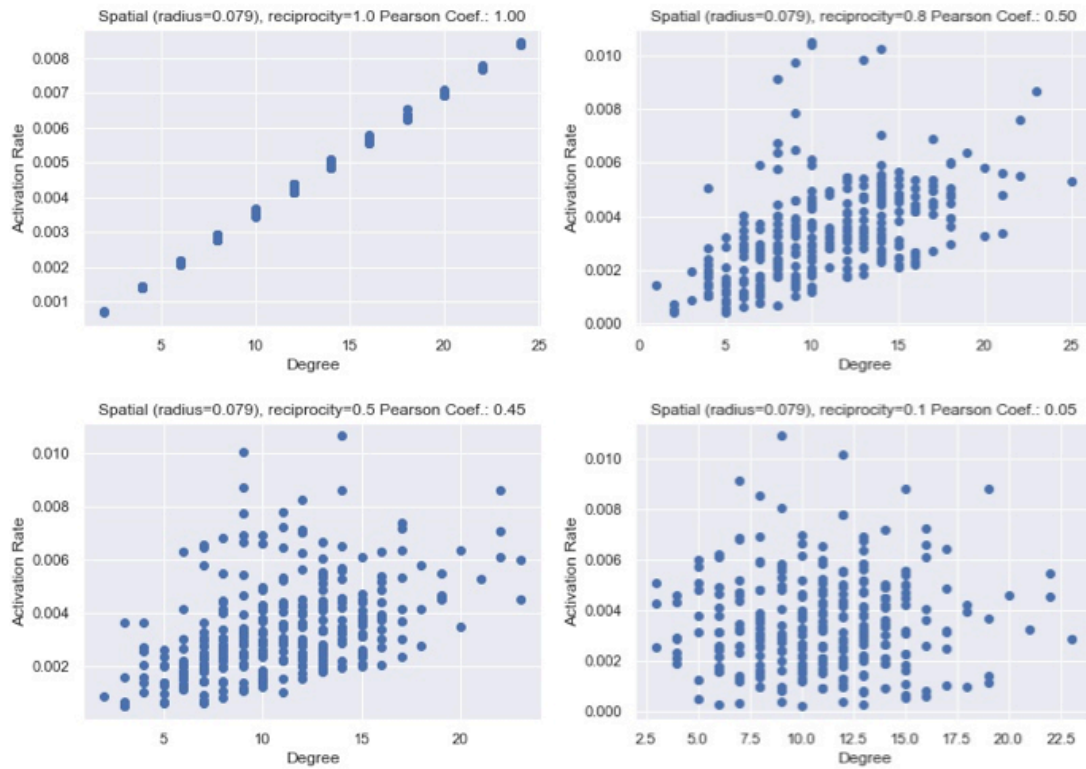 Spatial (radius=0.079), reciprocity=1.0 Pearson Coef.: 1.00
0.008
0.007
0.006
0.005
0.004
0.003
0.002
0.001
Activation Rate
5 10 15 20 25
Degree
Spatial (radius=0.079), reciprocity=0.8 Pearson Coef.: 0.50
0.010
0.008
0.006
0.004
0.002
0.000
Activation Rate
0 5 10 15 20 25
Degree
Spatial (radius=0.079), reciprocity=0.5 Pearson Coef.: 0.45
0.010
0.008
0.006
0.004
0.002
Activation Rate
5 10 15 20
Degree
Spatial (radius=0.079), reciprocity=0.1 Pearson Coef.: 0.05
0.010
0.008
0.006
0.004
0.002
0.000
Activation Rate
2.5 5.0 7.5 10.0 12.5 15.0 17.5 20.0 22.5
Degree